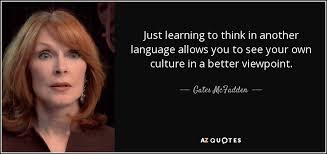 Just learning to think in another
language allows you to see your own
culture in a better viewpoint.
Gates McFadden
AZ QUOTES